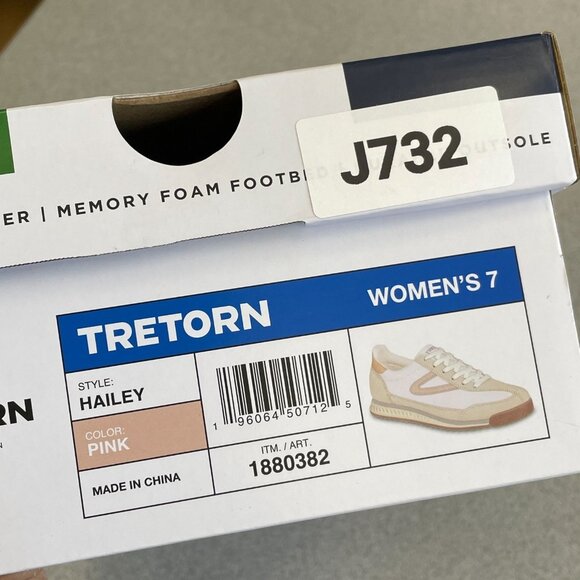 J732
ER | MEMORY FOAM FOOTBED OUTSOLE
TRETORN
WOMEN'S 7
STYLE:
HAILEY
COLOR:
PINK
MADE IN CHINA
1 96064 50712 5
ITM. / ART.
1880382
RN